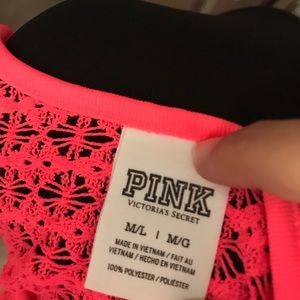 PINK
VICTORIA'S SECRET
M/L | M/G
MADE IN VIETNAM / FAIT AU
VIETNAM / HECHO EN VIETNAM
100% POLYESTER / POLIÉSTER